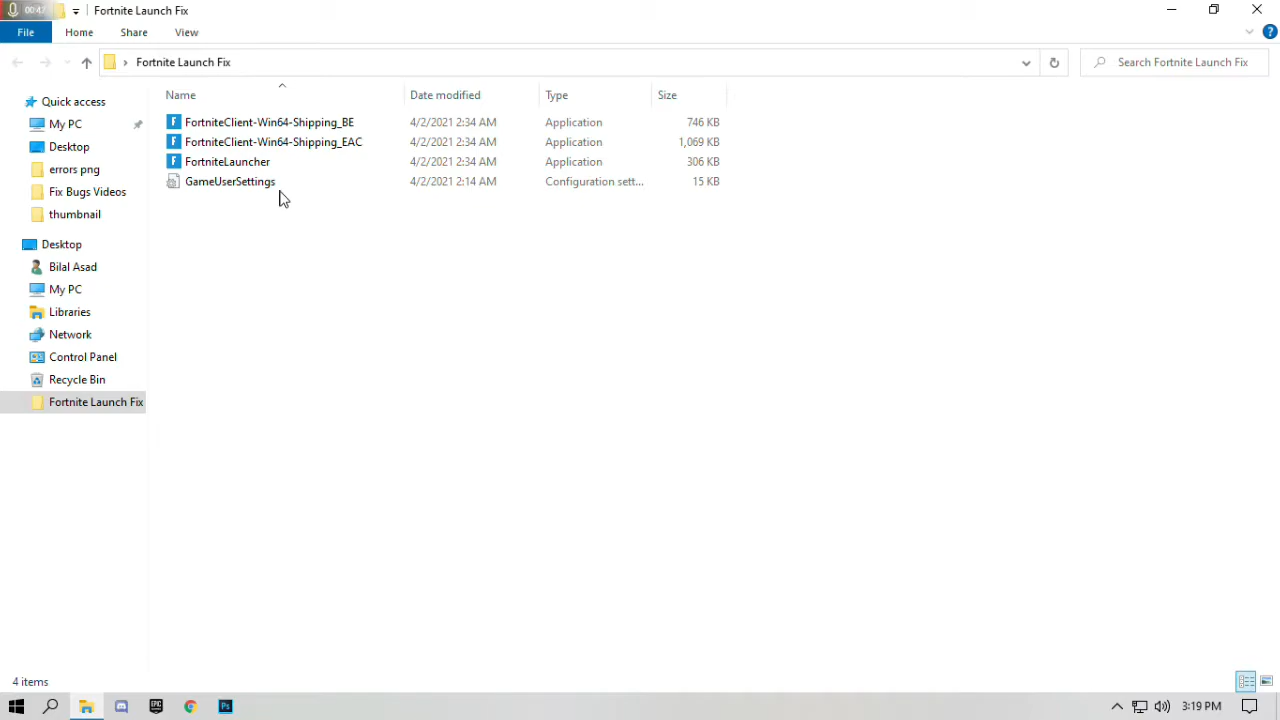 00:47 Fortnite Launch Fix
File Home Share View
Fortnite Launch Fix Search Fortnite Launch Fix
Name Date modified Type Size
Quick access
My PC
Desktop
errors png
Fix Bugs Videos
thumbnail
Desktop
Bilal Asad
My PC
Libraries
Network
Control Panel
Recycle Bin
Fortnite Launch Fix
FortniteClient-Win64-Shipping_BE 4/2/2021 2:34 AM Application 746 KB
FortniteClient-Win64-Shipping_EAC 4/2/2021 2:34 AM Application 1,069 KB
FortniteLauncher 4/2/2021 2:34 AM Application 306 KB
GameUserSettings 4/2/2021 2:14 AM Configuration sett... 15 KB
4 items
EPIC Ps 3:19 PM